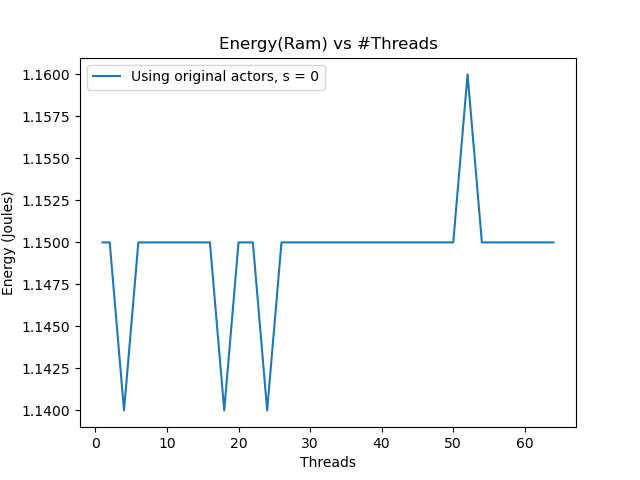 Energy(Ram) vs #Threads
Using original actors, s = 0
Energy (Joules)
1.1600
1.1575
1.1550
1.1525
1.1500
1.1475
1.1450
1.1425
1.1400
0 10 20 30 40 50 60
Threads